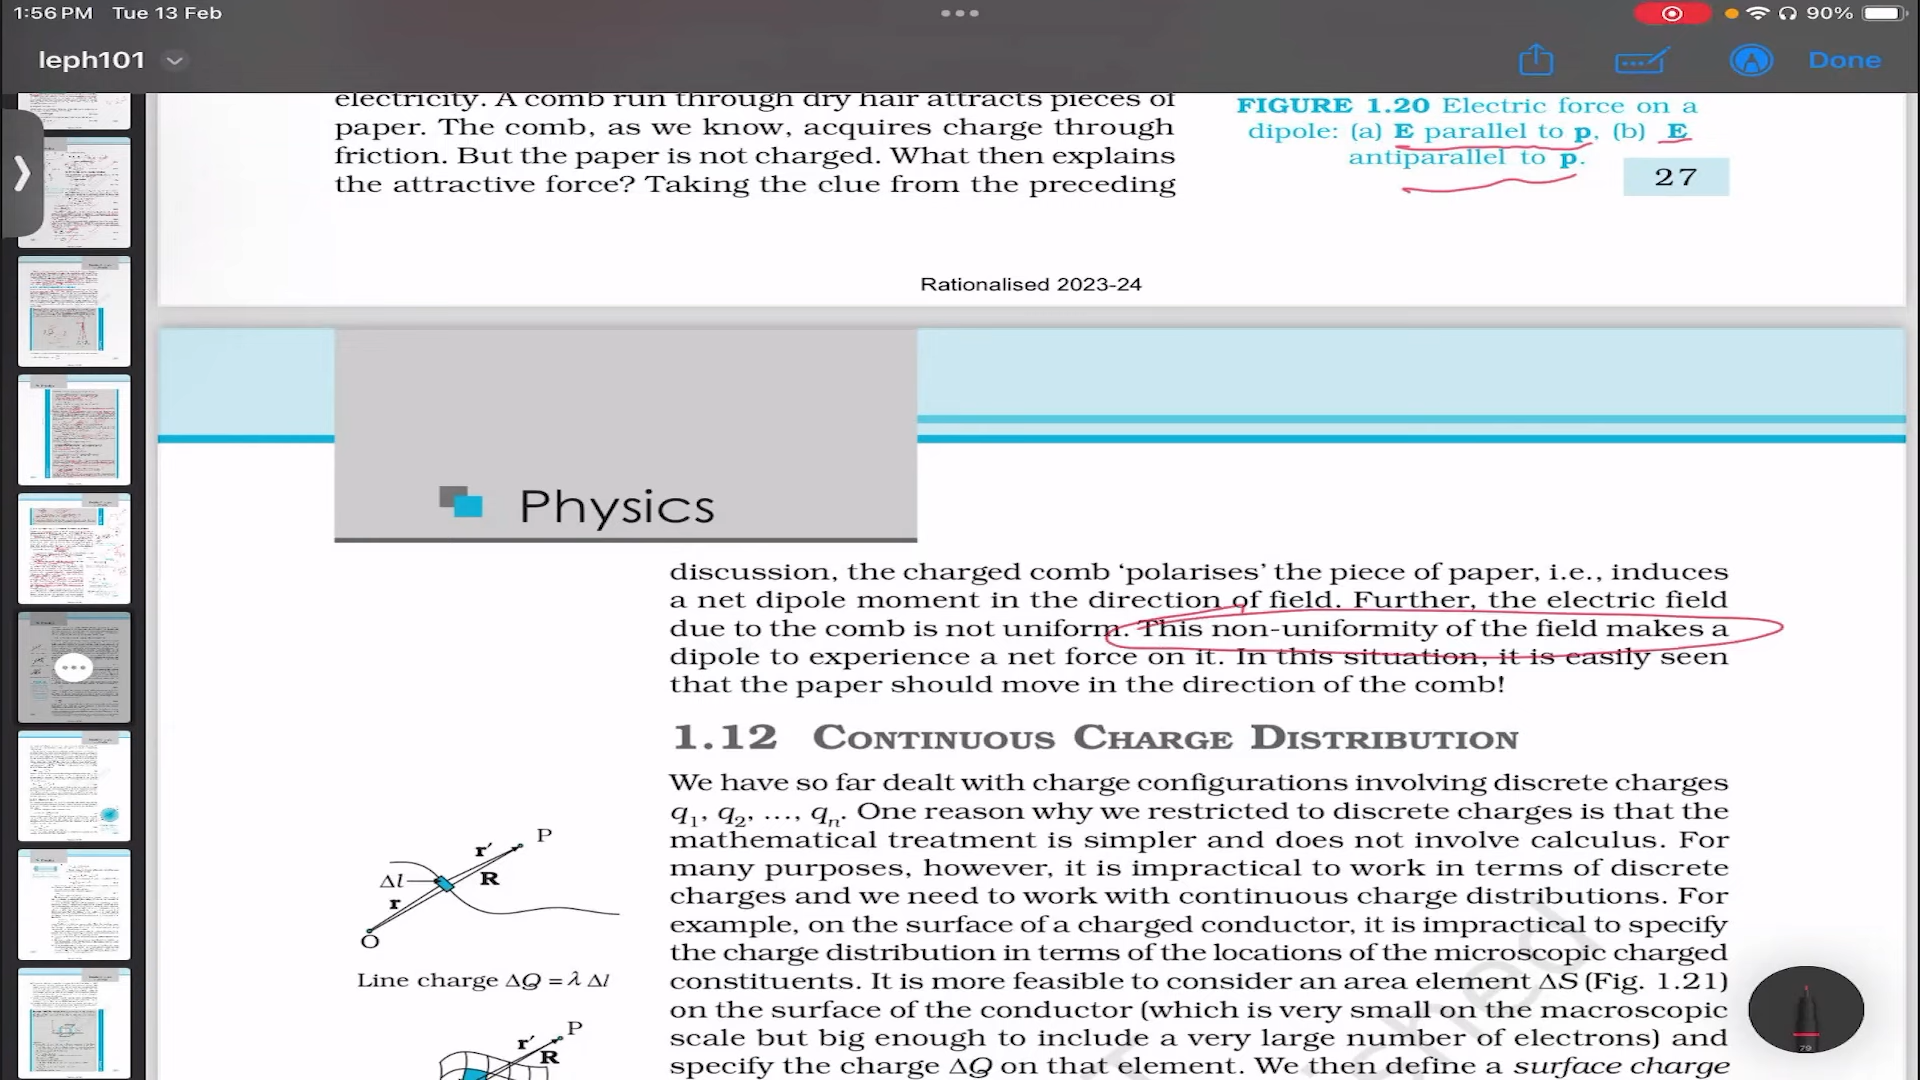 1:56 PM Tue 13 Feb
90%
leph101
Done
electricity. A comb run through dry hair attracts pieces of
paper. The comb, as we know, acquires charge through
friction. But the paper is not charged. What then explains
the attractive force? Taking the clue from the preceding
FIGURE 1.20 Electric force on a
dipole: (a) E parallel to p, (b) E
antiparallel to p.
27
Rationalised 2023-24
Physics
discussion, the charged comb ‘polarises’ the piece of paper, i.e., induces
a net dipole moment in the direction of field. Further, the electric field
due to the comb is not uniform. This non-uniformity of the field makes a
dipole to experience a net force on it. In this situation, it is easily seen
that the paper should move in the direction of the comb!
1.12 CONTINUOUS CHARGE DISTRIBUTION
We have so far dealt with charge configurations involving discrete charges
q₁, q₂, ..., qₙ. One reason why we restricted to discrete charges is that the
mathematical treatment is simpler and does not involve calculus. For
many purposes, however, it is impractical to work in terms of discrete
charges and we need to work with continuous charge distributions. For
example, on the surface of a charged conductor, it is impractical to specify
the charge distribution in terms of the locations of the microscopic charged
constituents. It is more feasible to consider an area element ΔS (Fig. 1.21)
on the surface of the conductor (which is very small on the macroscopic
scale but big enough to include a very large number of electrons) and
specify the charge ΔQ on that element. We then define a surface charge
P
r′
Δl
R
r
O
Line charge ΔQ = λ Δl
P
r′
R
79